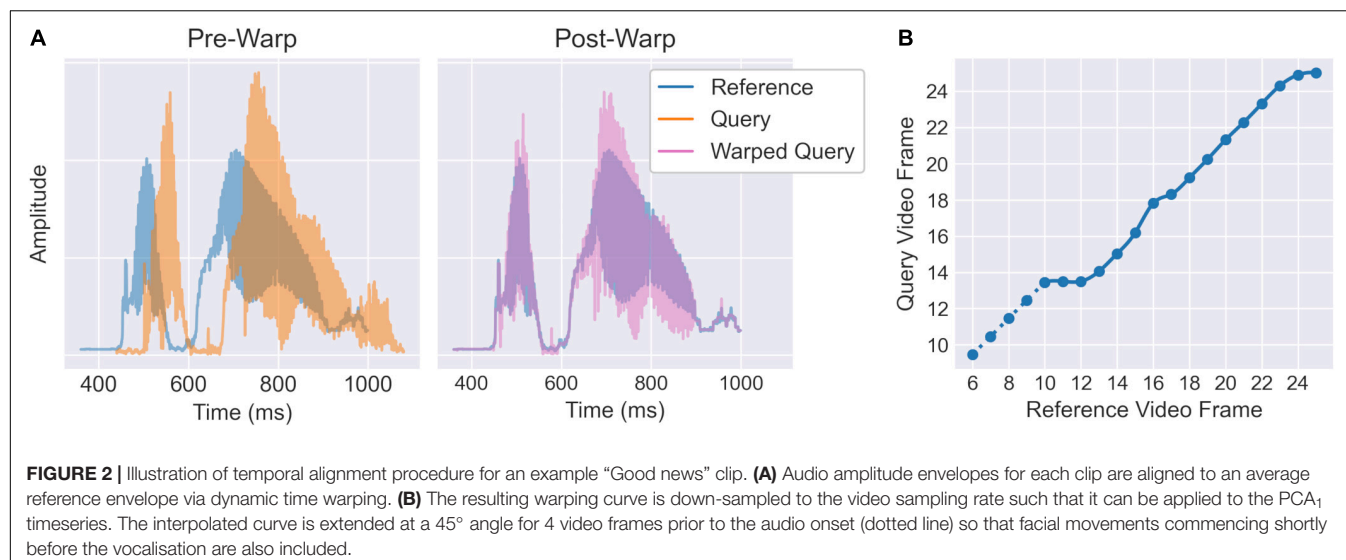 A
Pre-Warp
Post-Warp
B
Reference
Query
Warped Query
Amplitude
400 600 800 1000
Time (ms)
400 600 800 1000
Time (ms)
Query Video Frame
24
22
20
18
16
14
12
10
6 8 10 12 14 16 18 20 22 24
Reference Video Frame
FIGURE 2 | Illustration of temporal alignment procedure for an example “Good news” clip. (A) Audio amplitude envelopes for each clip are aligned to an average
reference envelope via dynamic time warping. (B) The resulting warping curve is down-sampled to the video sampling rate such that it can be applied to the PCA₁
timeseries. The interpolated curve is extended at a 45° angle for 4 video frames prior to the audio onset (dotted line) so that facial movements commencing shortly
before the vocalisation are also included.